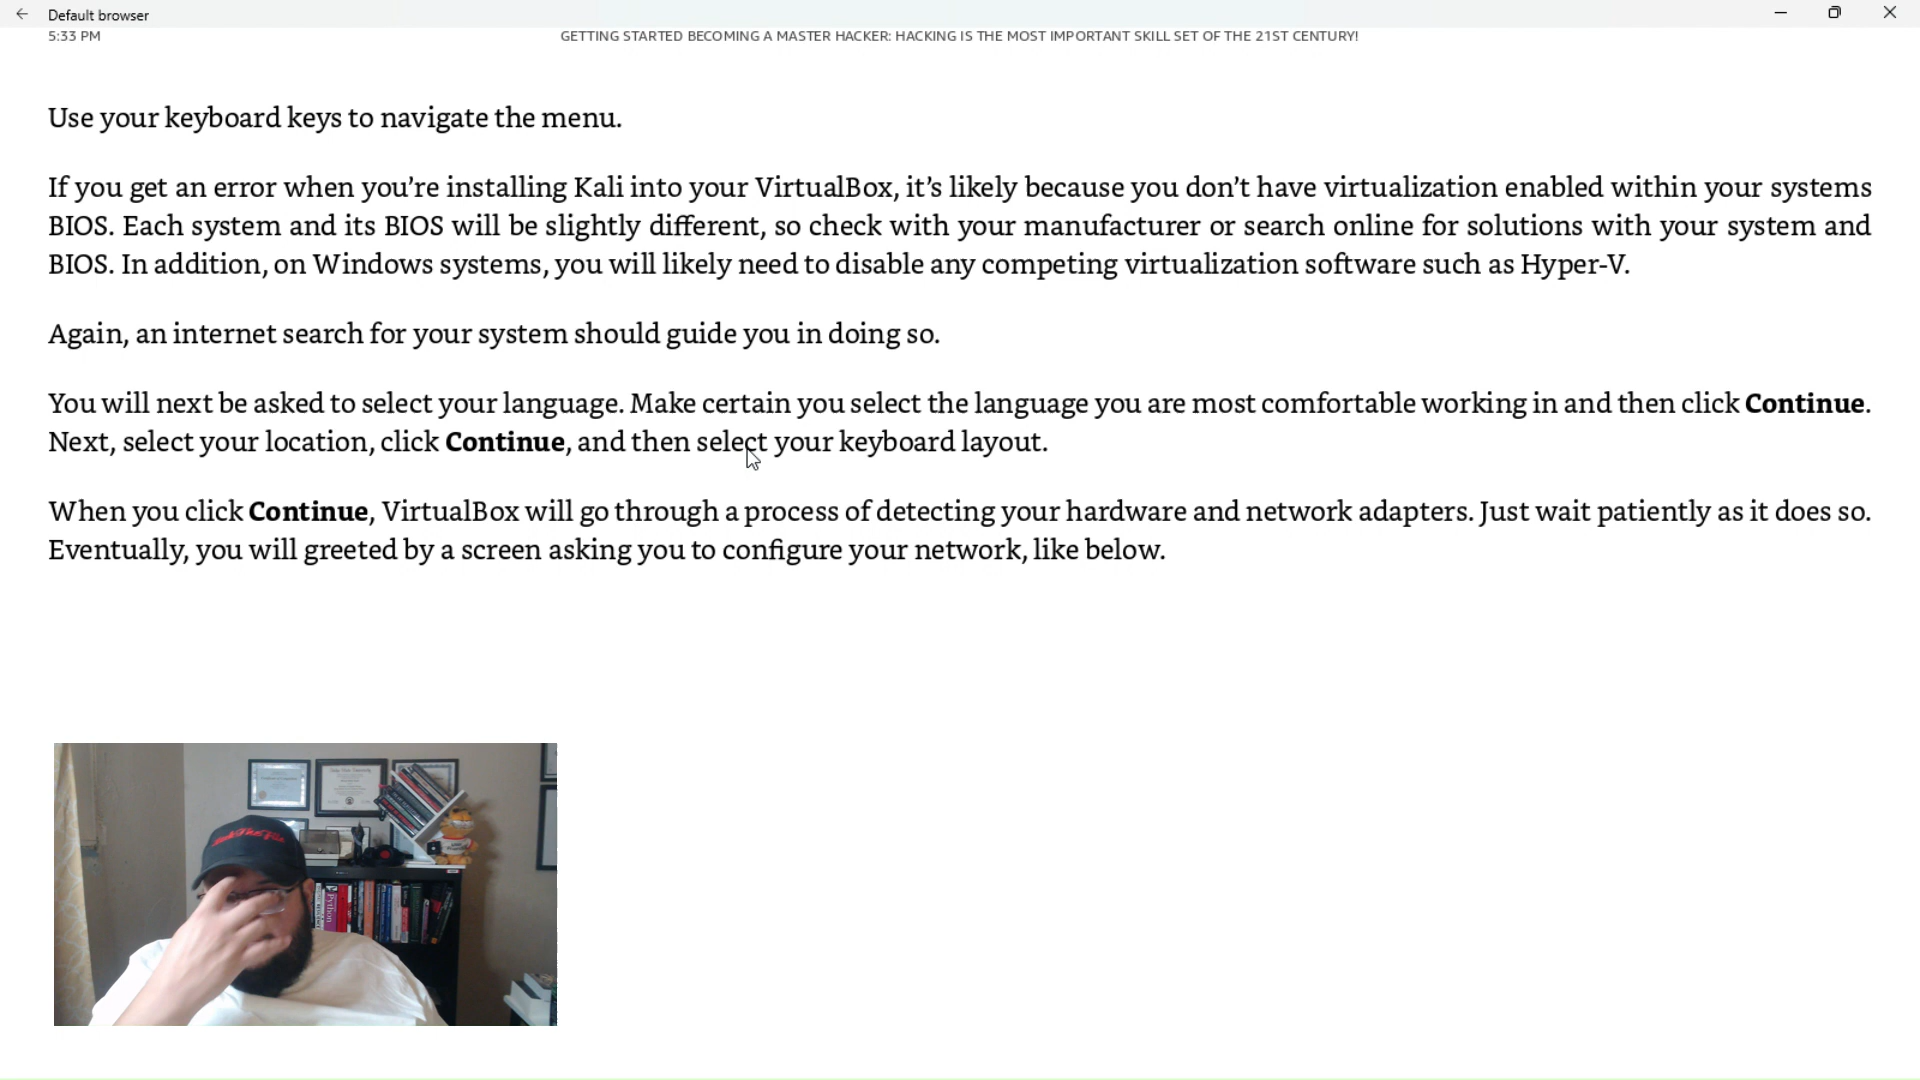 Default browser
5:33 PM
GETTING STARTED BECOMING A MASTER HACKER: HACKING IS THE MOST IMPORTANT SKILL SET OF THE 21ST CENTURY!
Use your keyboard keys to navigate the menu.
If you get an error when you're installing Kali into your VirtualBox, it's likely because you don't have virtualization enabled within your systems
BIOS. Each system and its BIOS will be slightly different, so check with your manufacturer or search online for solutions with your system and
BIOS. In addition, on Windows systems, you will likely need to disable any competing virtualization software such as Hyper-V.
Again, an internet search for your system should guide you in doing so.
You will next be asked to select your language. Make certain you select the language you are most comfortable working in and then click Continue.
Next, select your location, click Continue, and then select your keyboard layout.
When you click Continue, VirtualBox will go through a process of detecting your hardware and network adapters. Just wait patiently as it does so.
Eventually, you will greeted by a screen asking you to configure your network, like below.
Python